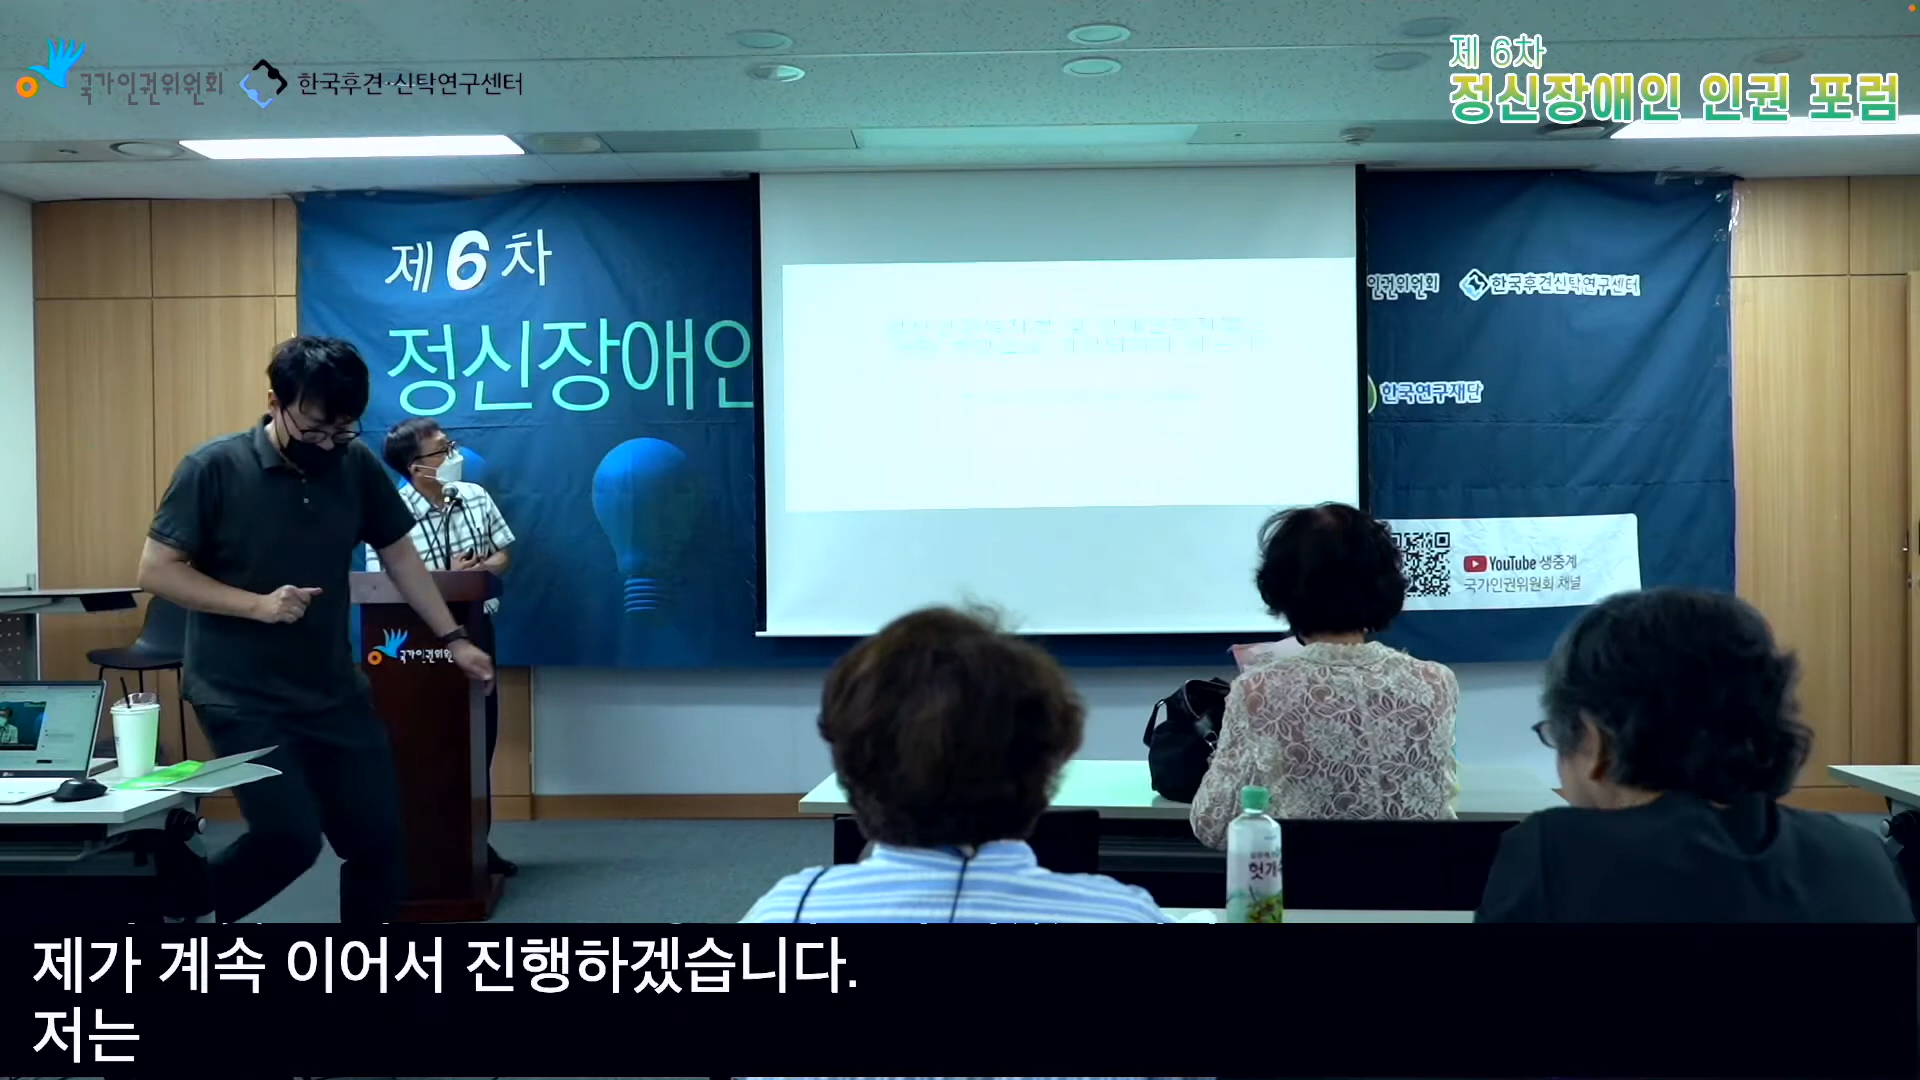 국가인권위원회
한국후견·신탁연구센터
제 6차
정신장애인 인권 포럼
제6차
정신장애인
인권위원회
한국후견신탁연구센터
한국연구재단
YouTube 생중계
국가인권위원회 채널
국가인권위원
헛개수
제가 계속 이어서 진행하겠습니다.
저는